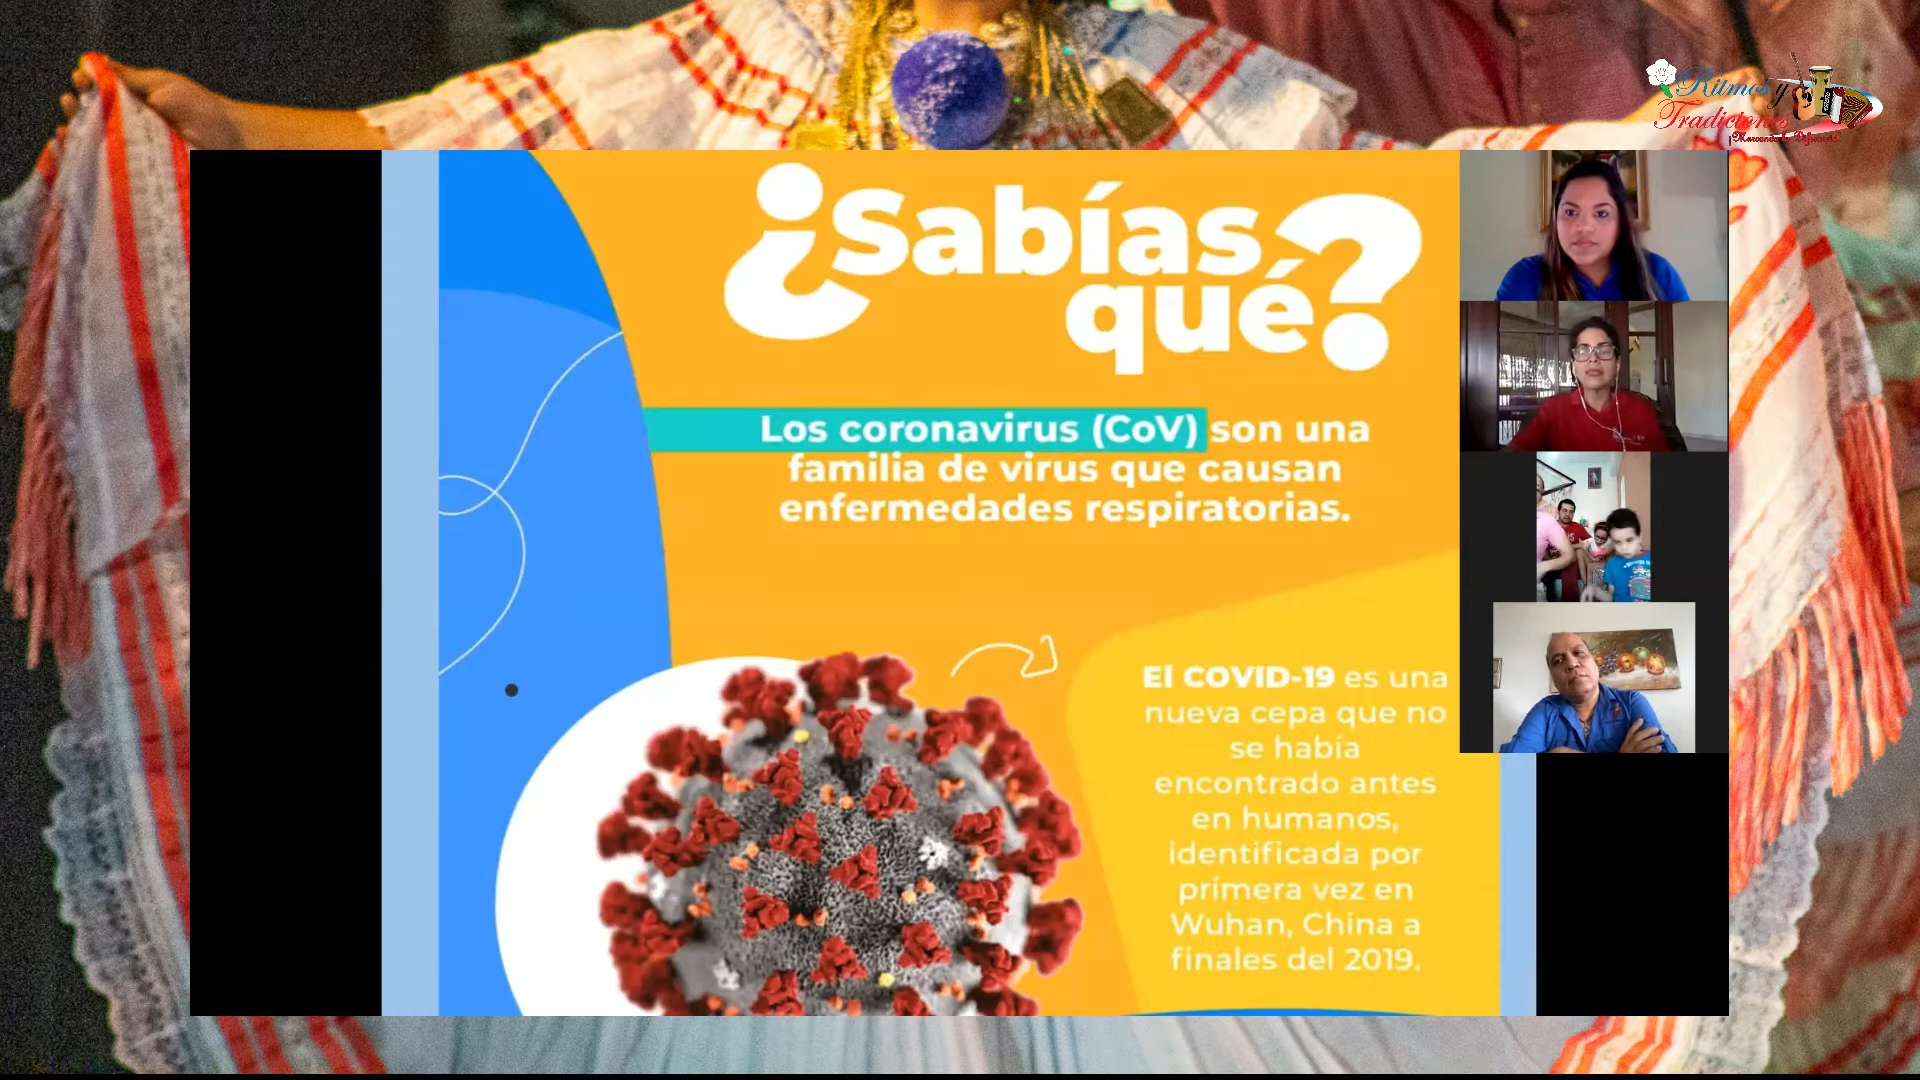 Ritmos y
Tradiciones
¿Sabías
qué?
Los coronavirus (CoV) son una
familia de virus que causan
enfermedades respiratorias.
El COVID-19 es una
nueva cepa que no
se había
encontrado antes
en humanos,
identificada por
primera vez en
Wuhan, China a
finales del 2019.